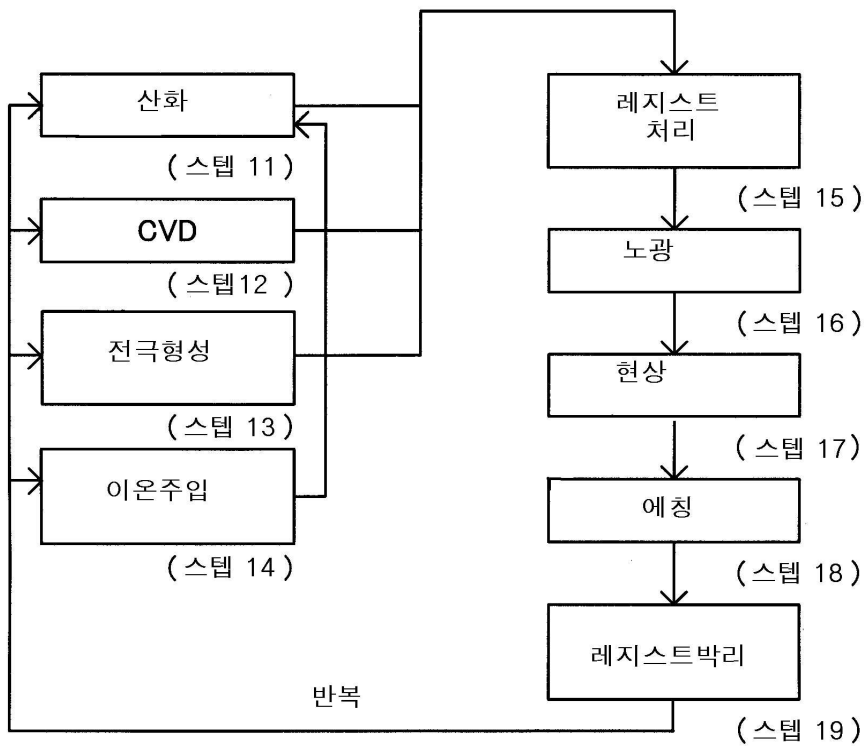 산화
(스텝 11)
CVD
(스텝12 )
전극형성
(스텝 13)
이온주입
(스텝 14)
레지스트
처리
(스텝 15)
노광
(스텝 16)
현상
(스텝 17)
에칭
(스텝 18)
레지스트박리
(스텝 19)
반복